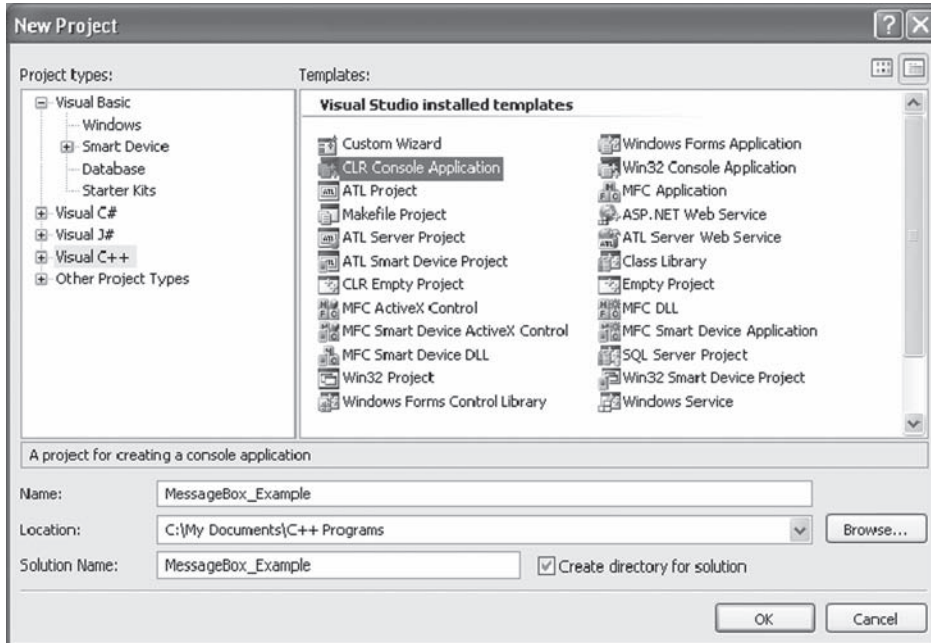 New Project
Project types:
Visual Basic
Windows
Smart Device
Database
Starter Kits
Visual C#
Visual J#
Visual C++
Other Project Types
Templates:
Visual Studio installed templates
Custom Wizard
CLR Console Application
ATL Project
Makefile Project
ATL Server Project
ATL Smart Device Project
CLR Empty Project
MFC ActiveX Control
MFC Smart Device ActiveX Control
MFC Smart Device DLL
Win32 Project
Windows Forms Control Library
Windows Forms Application
Win32 Console Application
MFC Application
ASP.NET Web Service
ATL Server Web Service
Class Library
Empty Project
MFC DLL
MFC Smart Device Application
SQL Server Project
Win32 Smart Device Project
Windows Service
A project for creating a console application
Name: MessageBox_Example
Location: C:\My Documents\C++ Programs Browse...
Solution Name: MessageBox_Example Create directory for solution
OK Cancel